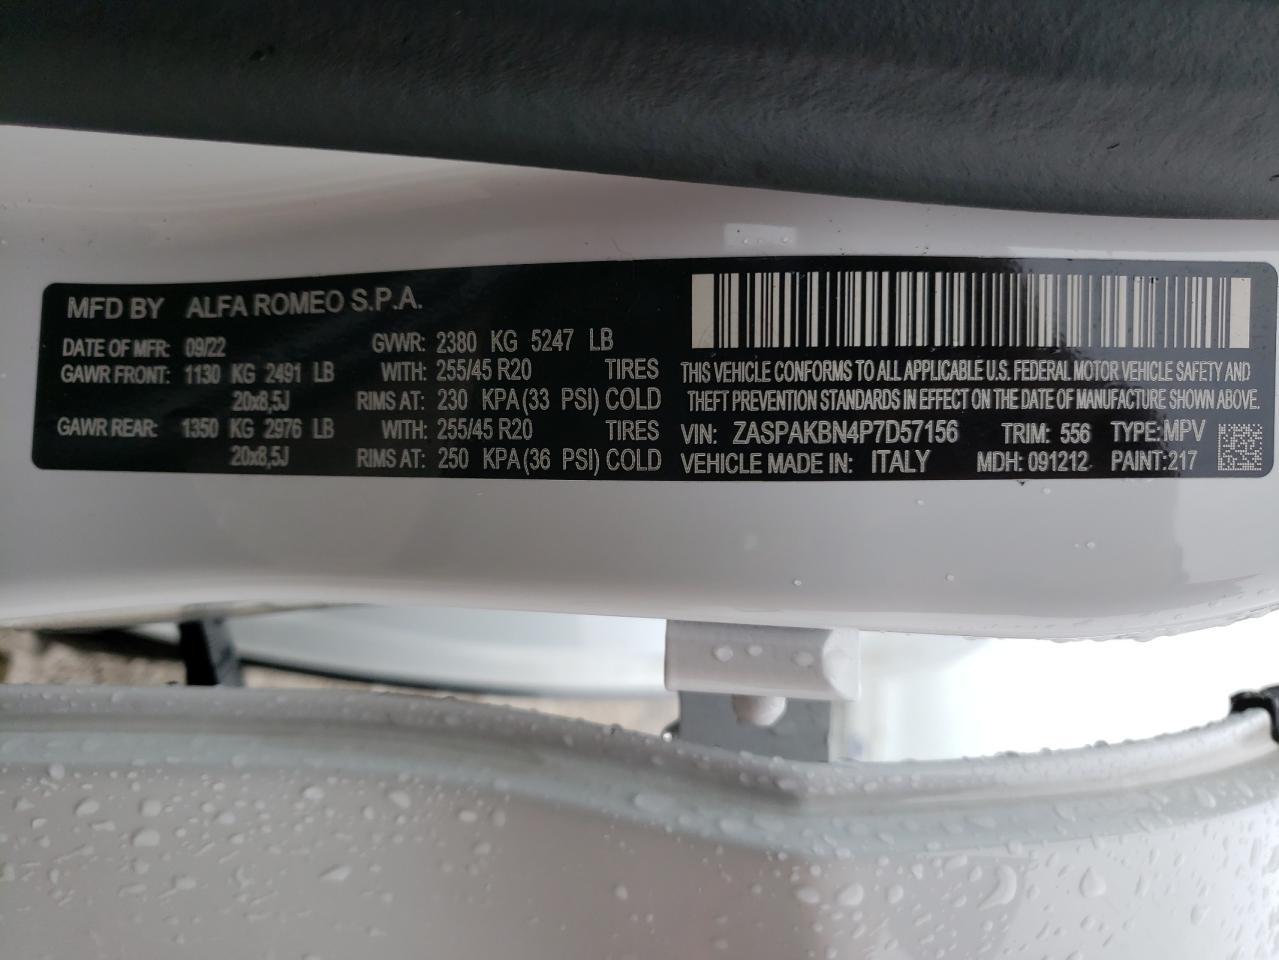 MFD BY ALFA ROMEO S.P.A.
DATE OF MFR: 09/22 GVWR: 2380 KG 5247 LB
GAWR FRONT: 1130 KG 2491 LB WITH: 255/45 R20 TIRES
20x8,5J RIMS AT: 230 KPA (33 PSI) COLD
GAWR REAR: 1350 KG 2976 LB WITH: 255/45 R20 TIRES
20x8,5J RIMS AT: 250 KPA (36 PSI) COLD
THIS VEHICLE CONFORMS TO ALL APPLICABLE U.S. FEDERAL MOTOR VEHICLE SAFETY AND
THEFT PREVENTION STANDARDS IN EFFECT ON THE DATE OF MANUFACTURE SHOWN ABOVE.
VIN: ZASPAKBN4P7D57156 TRIM: 556 TYPE: MPV
VEHICLE MADE IN: ITALY MDH: 091212 PAINT: 217